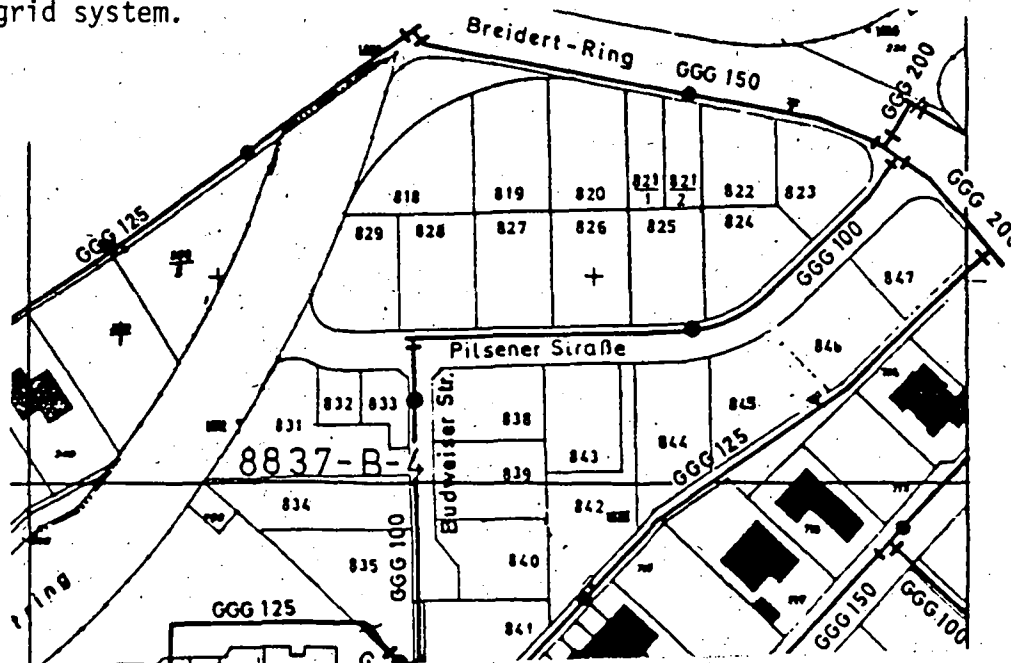 grid system.
Breidert-Ring
GGG 150
GGG 200
GGG 200
GGG 125
818
819
820
821/1
821/2
822
823
829
828
827
826
825
824
GGG 100
847
Pilsener Straße
846
832
833
831
838
845
Budweiser Str.
8837-B-4
839
843
844
GGG 125
834
842
835
GGG 100
840
GGG 125
841
GGG 150
GGG 100
ring
G